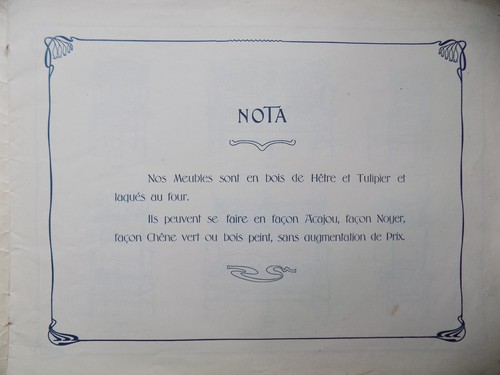 NOTA
Nos Meubles sont en bois de Hêtre et Tulipier et
laqués au four.
Ils peuvent se faire en façon Acajou, façon Noyer,
façon Chêne vert ou bois peint, sans augmentation de Prix.